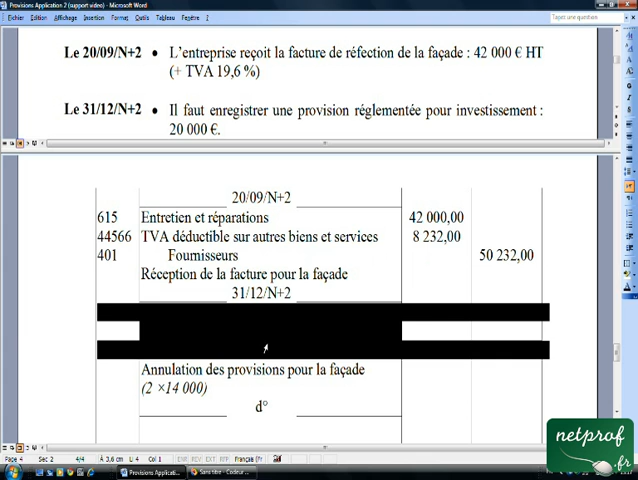 Provisions Application 2 (support video) - Microsoft Word
Fichier Edition Affichage Insertion Format Outils Tableau Fenêtre ?
Le 20/09/N+2 • L'entreprise reçoit la facture de réfection de la façade : 42 000 € HT
(+ TVA 19,6 %)
Le 31/12/N+2 • Il faut enregistrer une provision réglementée pour investissement :
20 000 €.
20/09/N+2
615 Entretien et réparations 42 000,00
44566 TVA déductible sur autres biens et services 8 232,00
401 Fournisseurs 50 232,00
Réception de la facture pour la façade
31/12/N+2
Annulation des provisions pour la façade
(2 ×14 000)
d°
netprof
.fr
Page 4 Sec 2 4/4 À 3,6 cm Li 4 Col 1 ENR REV EXT RFP Français (Fr
Provisions Applicati... Sans titre - Codeur ...